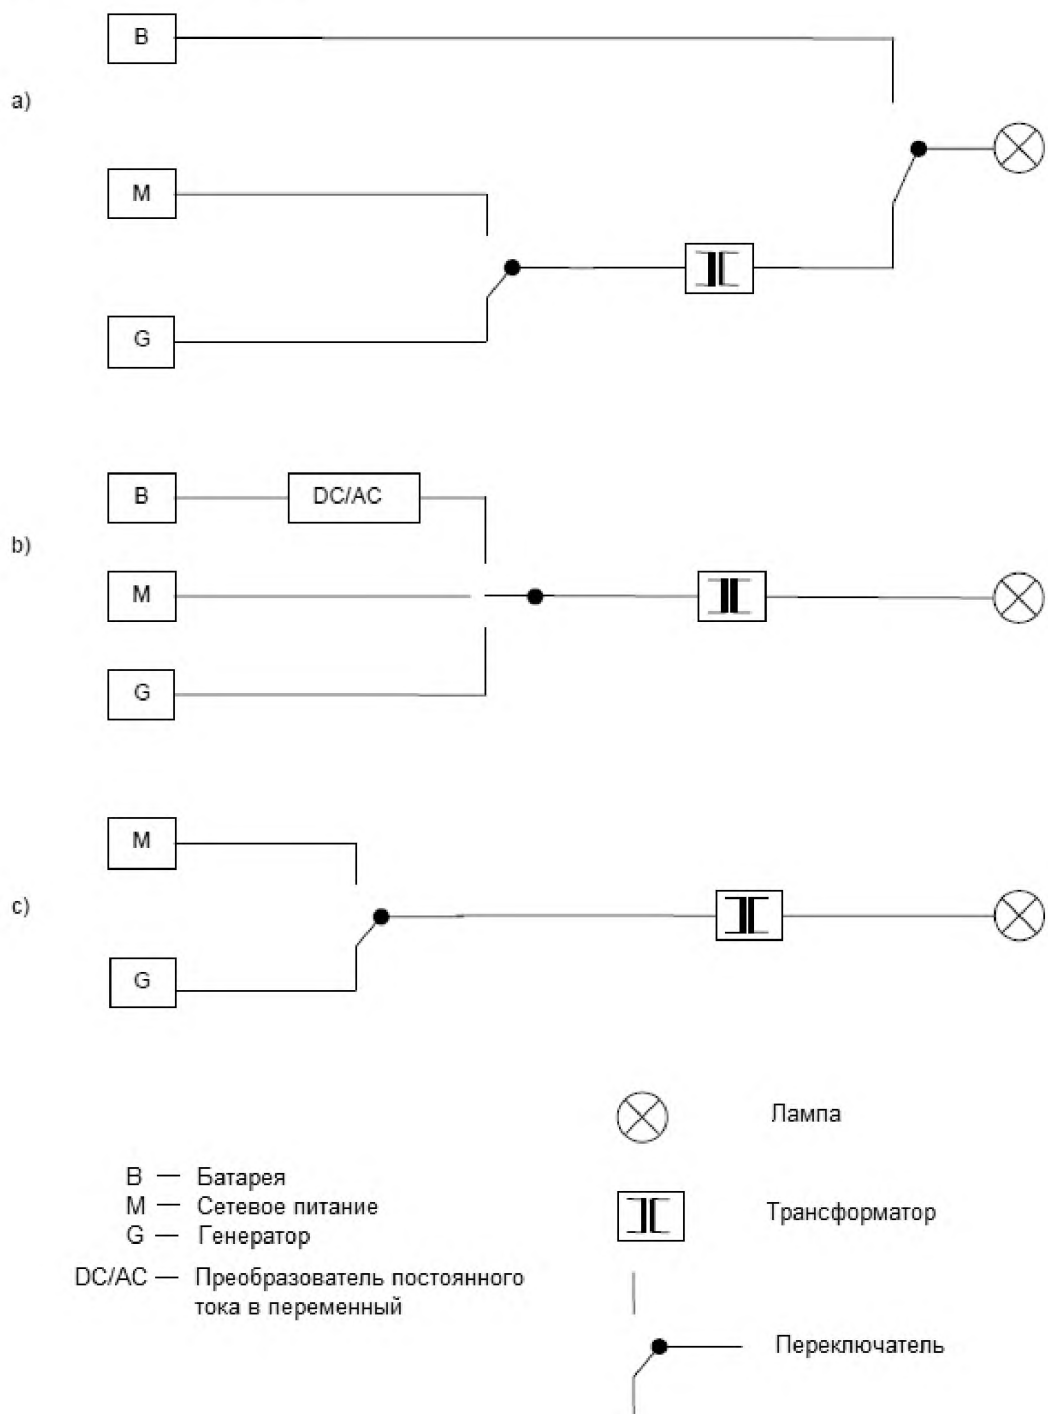 B
a)
M
G
B DC/AC
b)
M
G
M
c)
G
Лампа
B — Батарея
M — Сетевое питание
G — Генератор
Трансформатор
DC/AC — Преобразователь постоянного
тока в переменный
Переключатель